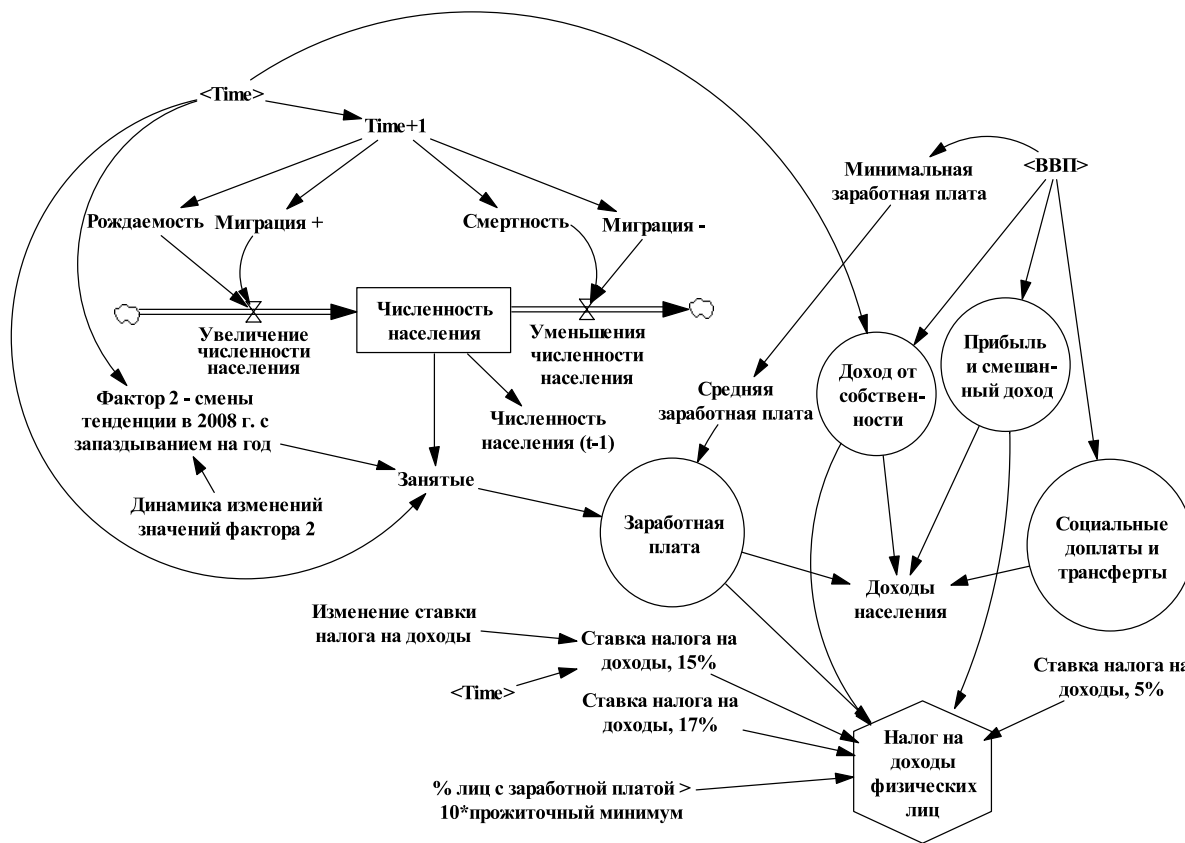 <Time>
Time+1
Минимальная
заработная плата
<ВВП>
Рождаемость
Миграция +
Смертность
Миграция -
Численность
населения
Увеличение
численности
населения
Уменьшения
численности
населения
Прибыль
и смешан-
ный доход
Доход от
собствен-
ности
Средняя
заработная плата
Фактор 2 - смены
тенденции в 2008 г. с
запаздыванием на год
Численность
населения (t-1)
Занятые
Динамика изменений
значений фактора 2
Заработная
плата
Социальные
доплаты и
трансферты
Доходы
населения
Изменение ставки
налога на доходы
Ставка налога на
доходы, 15%
<Time>
Ставка налога на
доходы, 17%
Ставка налога на
доходы, 5%
Налог на
доходы
физических
лиц
% лиц с заработной платой >
10*прожиточный минимум